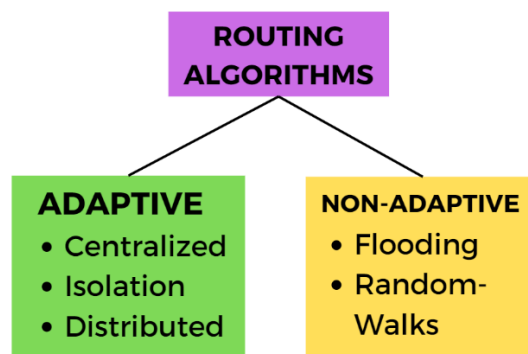 ROUTING
ALGORITHMS
ADAPTIVE
• Centralized
• Isolation
• Distributed
NON-ADAPTIVE
• Flooding
• Random-
Walks